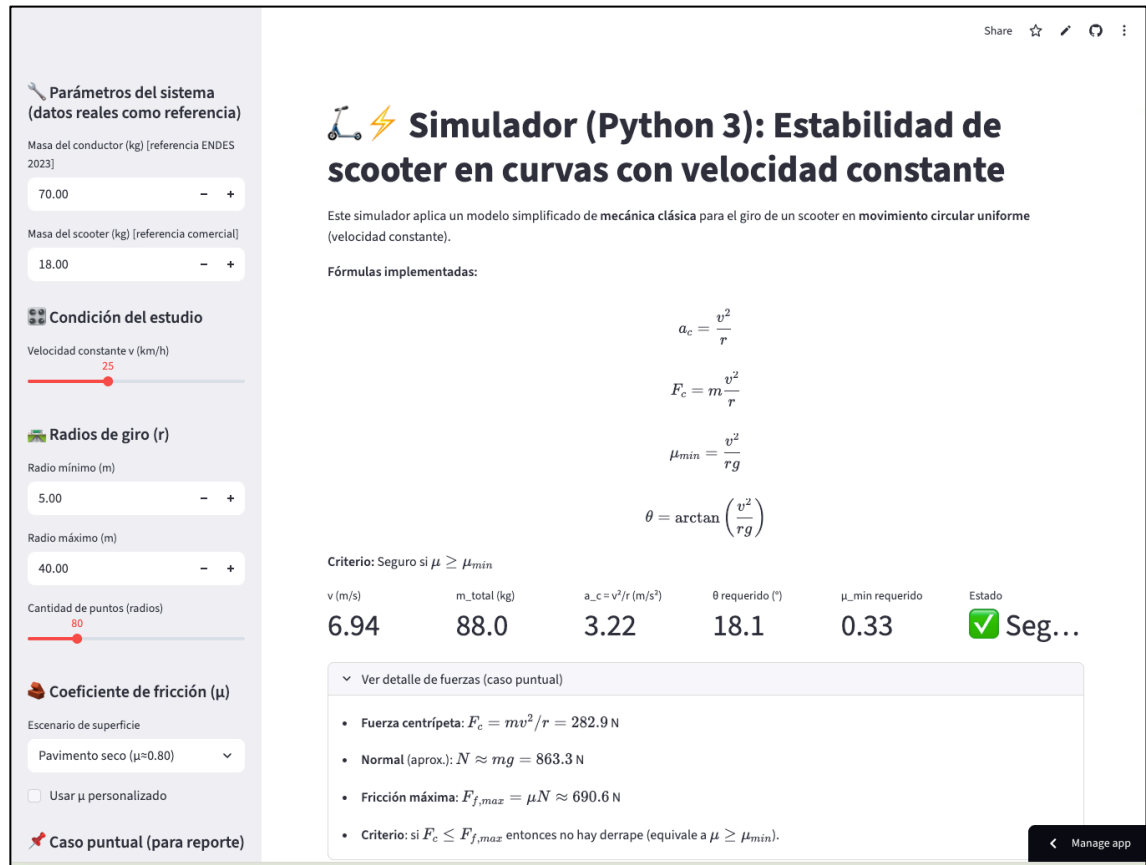 Share
🔧 Parámetros del sistema
(datos reales como referencia)
Masa del conductor (kg) [referencia ENDES
2023]
70.00 − +
Masa del scooter (kg) [referencia comercial]
18.00 − +
🎛️ Condición del estudio
Velocidad constante v (km/h)
25
🛣️ Radios de giro (r)
Radio mínimo (m)
5.00 − +
Radio máximo (m)
40.00 − +
Cantidad de puntos (radios)
80
🧱 Coeficiente de fricción (μ)
Escenario de superficie
Pavimento seco (μ≈0.80)
Usar μ personalizado
📌 Caso puntual (para reporte)
🛴⚡ Simulador (Python 3): Estabilidad de
scooter en curvas con velocidad constante
Este simulador aplica un modelo simplificado de mecánica clásica para el giro de un scooter en movimiento circular uniforme
(velocidad constante).
Fórmulas implementadas:
a_c = v²/r
F_c = m v²/r
μ_min = v²/rg
θ = arctan(v²/rg)
Criterio: Seguro si μ ≥ μ_min
v (m/s) m_total (kg) a_c = v²/r (m/s²) θ requerido (°) μ_min requerido Estado
6.94 88.0 3.22 18.1 0.33 ✅ Seg...
Ver detalle de fuerzas (caso puntual)
• Fuerza centrípeta: F_c = mv²/r = 282.9 N
• Normal (aprox.): N ≈ mg = 863.3 N
• Fricción máxima: F_f,max = μN ≈ 690.6 N
• Criterio: si F_c ≤ F_f,max entonces no hay derrape (equivale a μ ≥ μ_min).
Manage app